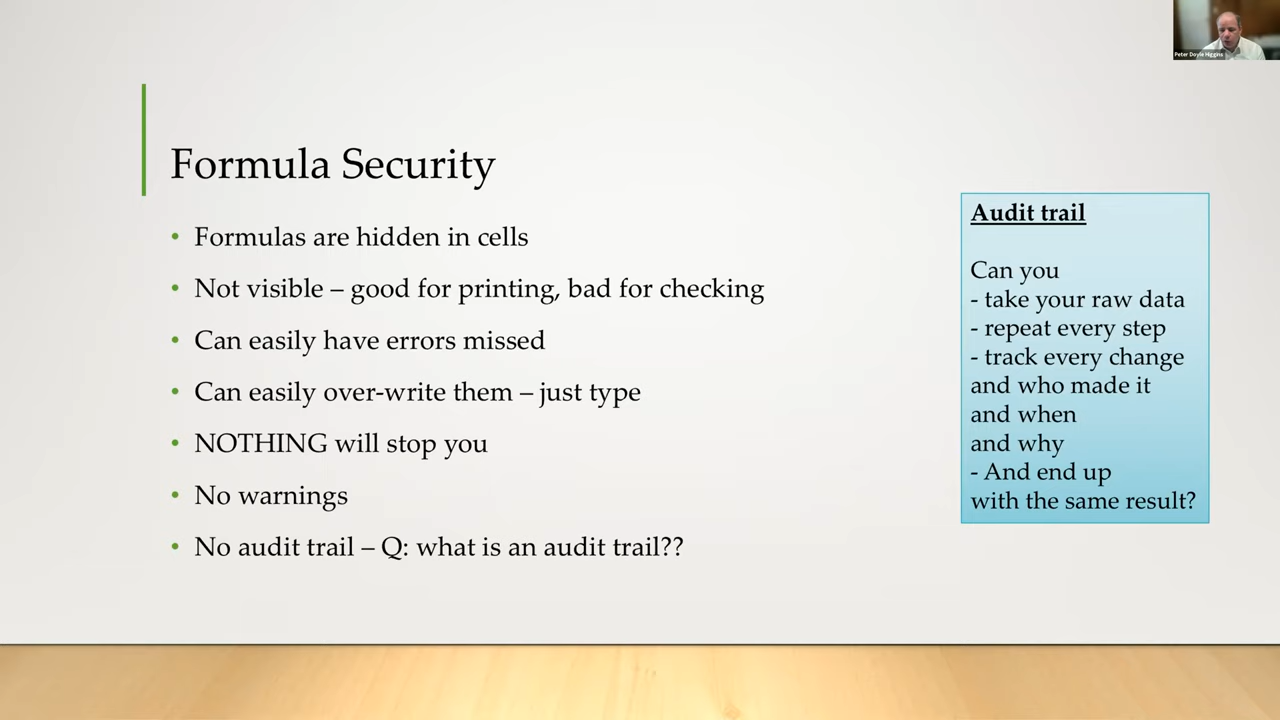 Peter Doyle Higgins
Formula Security
• Formulas are hidden in cells
• Not visible – good for printing, bad for checking
• Can easily have errors missed
• Can easily over-write them – just type
• NOTHING will stop you
• No warnings
• No audit trail – Q: what is an audit trail??
Audit trail
Can you
- take your raw data
- repeat every step
- track every change
and who made it
and when
and why
- And end up
with the same result?